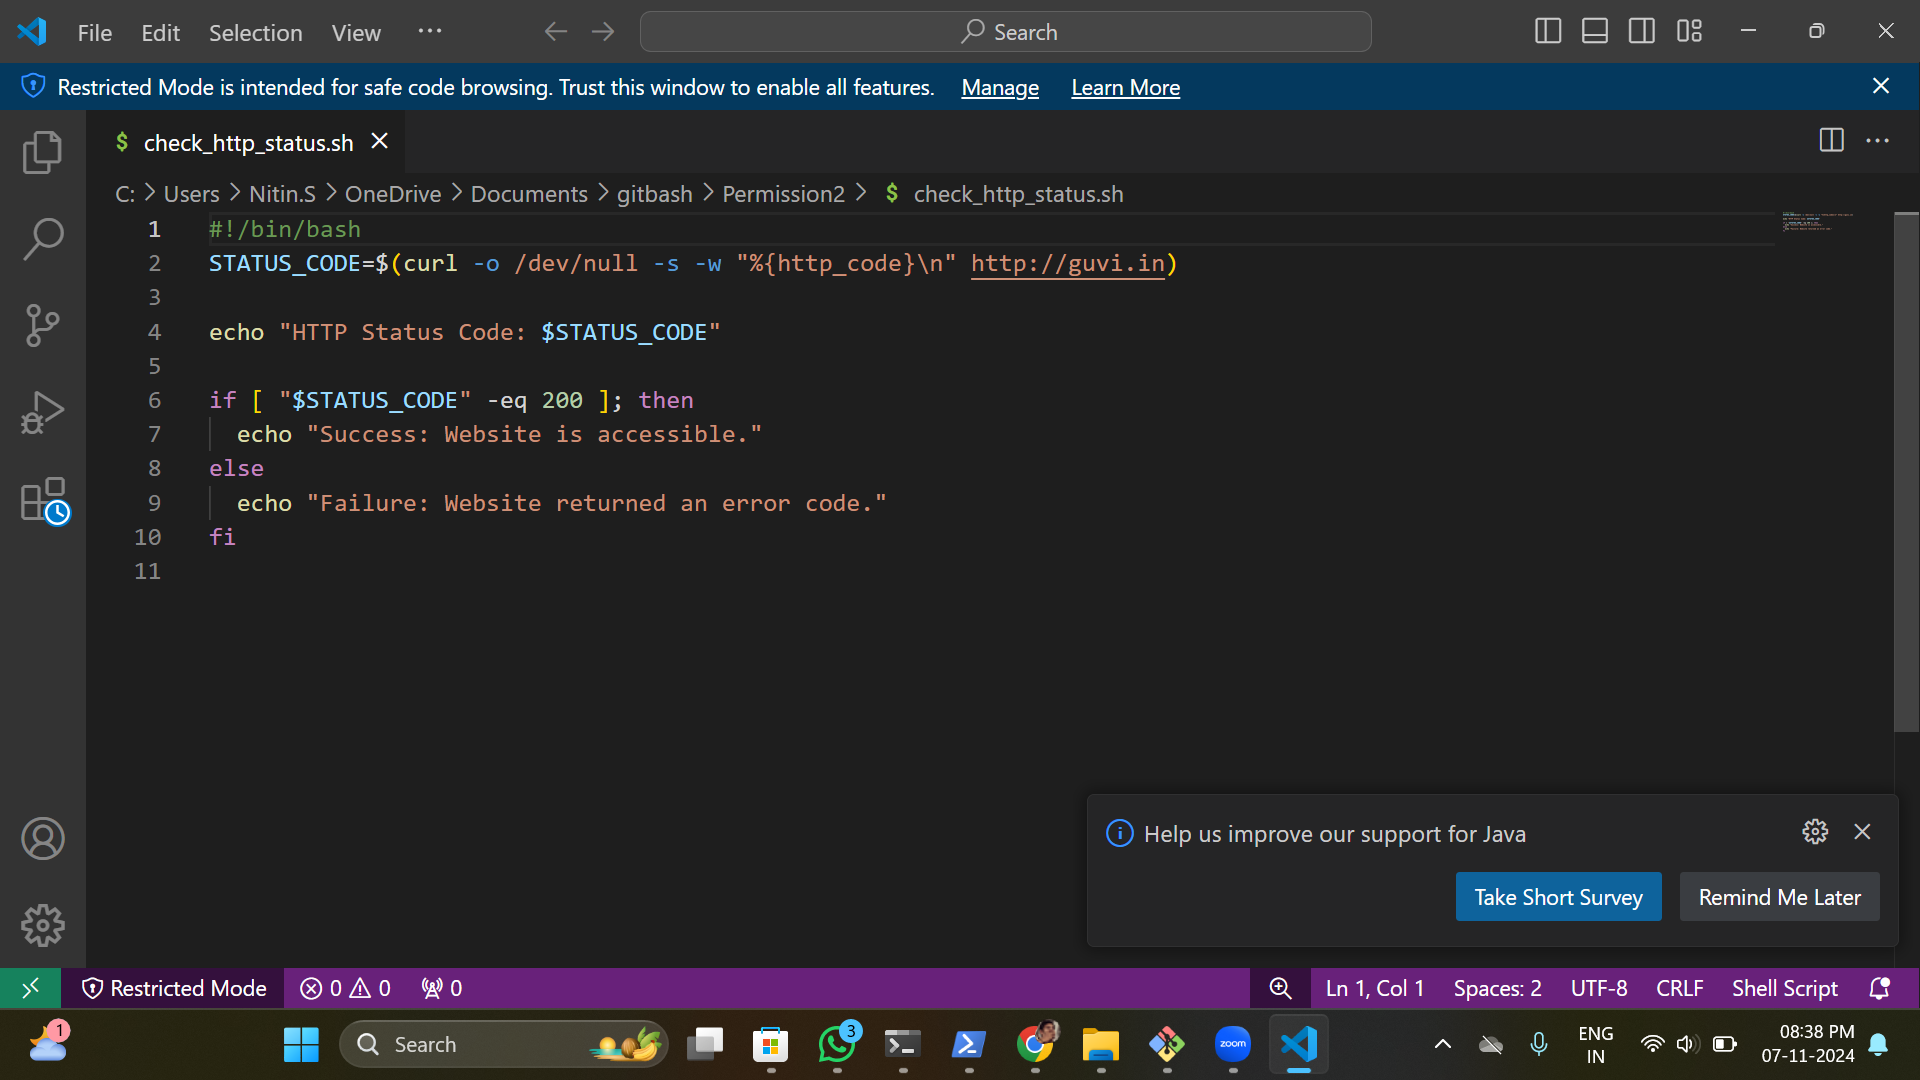 File Edit Selection View ··· Search
Restricted Mode is intended for safe code browsing. Trust this window to enable all features. Manage Learn More
$ check_http_status.sh
C: > Users > Nitin.S > OneDrive > Documents > gitbash > Permission2 > $ check_http_status.sh
1 #!/bin/bash
2 STATUS_CODE=$(curl -o /dev/null -s -w "%{http_code}\n" http://guvi.in)
3
4 echo "HTTP Status Code: $STATUS_CODE"
5
6 if [ "$STATUS_CODE" -eq 200 ]; then
7 echo "Success: Website is accessible."
8 else
9 echo "Failure: Website returned an error code."
10 fi
11
Help us improve our support for Java
Take Short Survey Remind Me Later
Restricted Mode 0 0 0 Ln 1, Col 1 Spaces: 2 UTF-8 CRLF Shell Script
1 Search 3 zoom ENG 08:38 PM
IN 07-11-2024